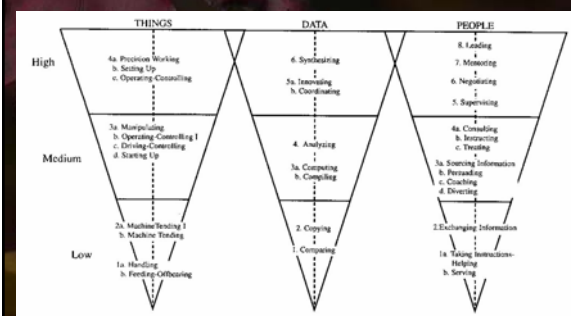 THINGS
DATA
PEOPLE
High
Medium
Low
4a. Precision Working
b. Setting Up
c. Operating-Controlling
3a. Manipulating
b. Operating-Controlling I
c. Driving-Controlling
d. Starting Up
2a. Machine Tending I
b. Machine Tending
1a. Handling
b. Feeding-Offbearing
6. Synthesizing
5a. Innovating
b. Coordinating
4. Analyzing
3a. Computing
b. Compiling
2. Copying
1. Comparing
8. Leading
7. Mentoring
6. Negotiating
5. Supervising
4a. Consulting
b. Instructing
c. Treating
3a. Sourcing Information
b. Persuading
c. Coaching
d. Diverting
2.Exchanging Information
1a. Taking Instructions-
Helping
b. Serving